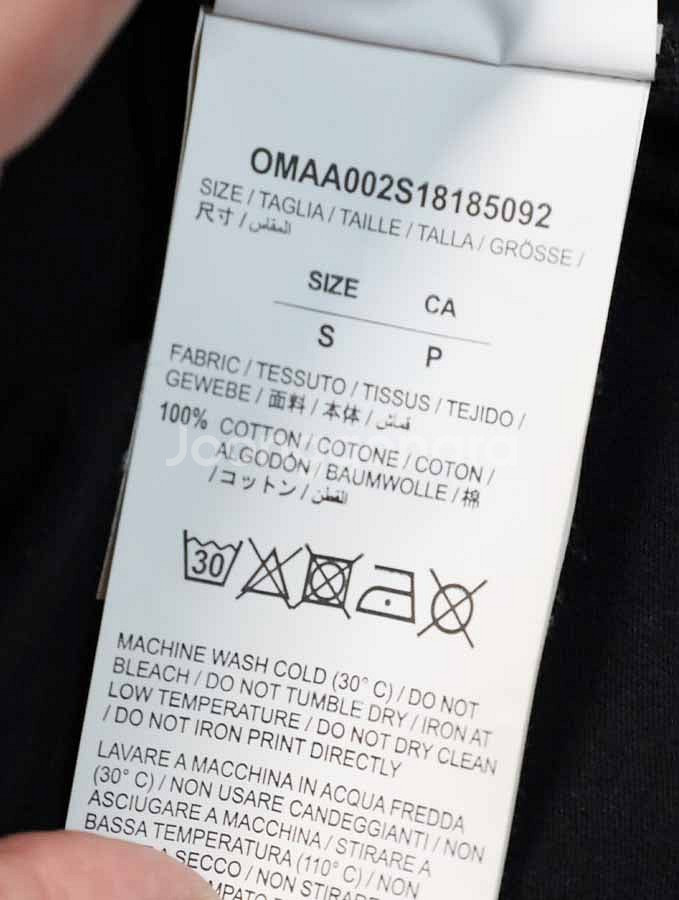 OMAA002S18185092
SIZE / TAGLIA / TAILLE / TALLA / GRÖSSE /
尺寸 / المقاس
SIZE CA
S P
FABRIC / TESSUTO / TISSUS / TEJIDO /
GEWEBE / 面料 / 本体 / قماش
100% COTTON / COTONE / COTON /
ALGODÓN / BAUMWOLLE / 棉
/ コットン / القطن
30
MACHINE WASH COLD (30° C) / DO NOT
BLEACH / DO NOT TUMBLE DRY / IRON AT
LOW TEMPERATURE / DO NOT DRY CLEAN
/ DO NOT IRON PRINT DIRECTLY
LAVARE A MACCHINA IN ACQUA FREDDA
(30° C) / NON USARE CANDEGGIANTI / NON
ASCIUGARE A MACCHINA / STIRARE A
BASSA TEMPERATURA (110° C) / NON
A SECCO / NON STIRARE